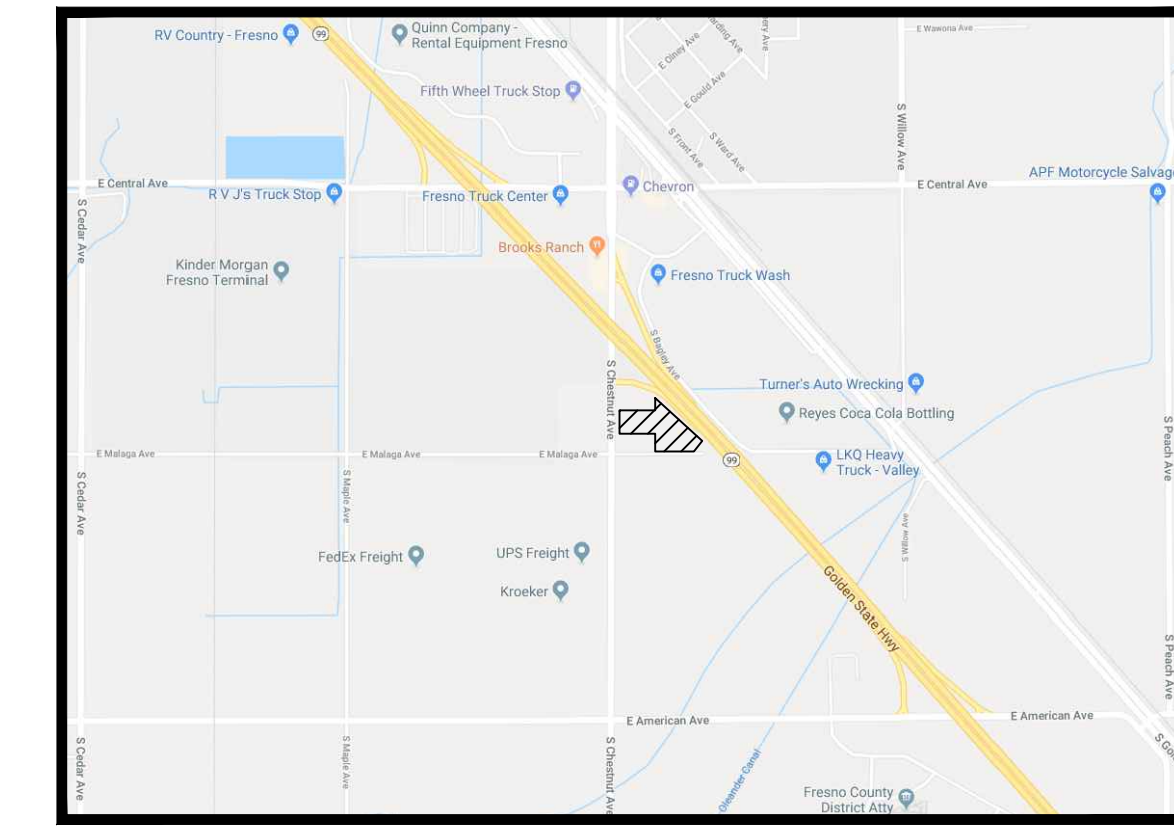 RV Country - Fresno
99
Quinn Company -
Rental Equipment Fresno
E Wawona Ave
E Olney Ave
Fifth Wheel Truck Stop
E Gould Ave
S Front Ave
S Ward Ave
S Willow Ave
E Central Ave
R V J's Truck Stop
Fresno Truck Center
Chevron
E Central Ave
APF Motorcycle Salvage
S Cedar Ave
Brooks Ranch
Kinder Morgan
Fresno Terminal
Fresno Truck Wash
S Bagley Ave
S Chestnut Ave
Turner's Auto Wrecking
Reyes Coca Cola Bottling
S Peach Ave
E Malaga Ave
E Malaga Ave
E Malaga Ave
99
LKQ Heavy
Truck - Valley
S Cedar Ave
S Maple Ave
S Willow Ave
FedEx Freight
UPS Freight
Kroeker
Golden State Hwy
S Peach Ave
E American Ave
E American Ave
S Gol
S Cedar Ave
S Maple Ave
S Chestnut Ave
Oleander Canal
Fresno County
District Atty